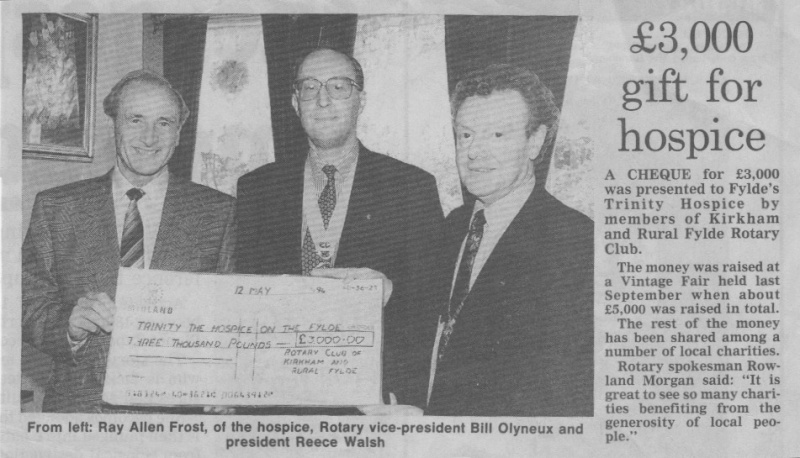 £3,000
gift for
hospice
A CHEQUE for £3,000
was presented to Fylde's
Trinity Hospice by
members of Kirkham
and Rural Fylde Rotary
Club.
The money was raised at
a Vintage Fair held last
September when about
£5,000 was raised in total.
The rest of the money
has been shared among a
number of local charities.
Rotary spokesman Row-
land Morgan said: "It is
great to see so many chari-
ties benefiting from the
generosity of local peo-
ple."
12 MAY 94
MIDLAND
TRINITY THE HOSPICE ON THE FYLDE
THREE THOUSAND POUNDS — £3,000.00
ROTARY CLUB OF
KIRKHAM AND
RURAL FYLDE
From left: Ray Allen Frost, of the hospice, Rotary vice-president Bill Olyneux and
president Reece Walsh